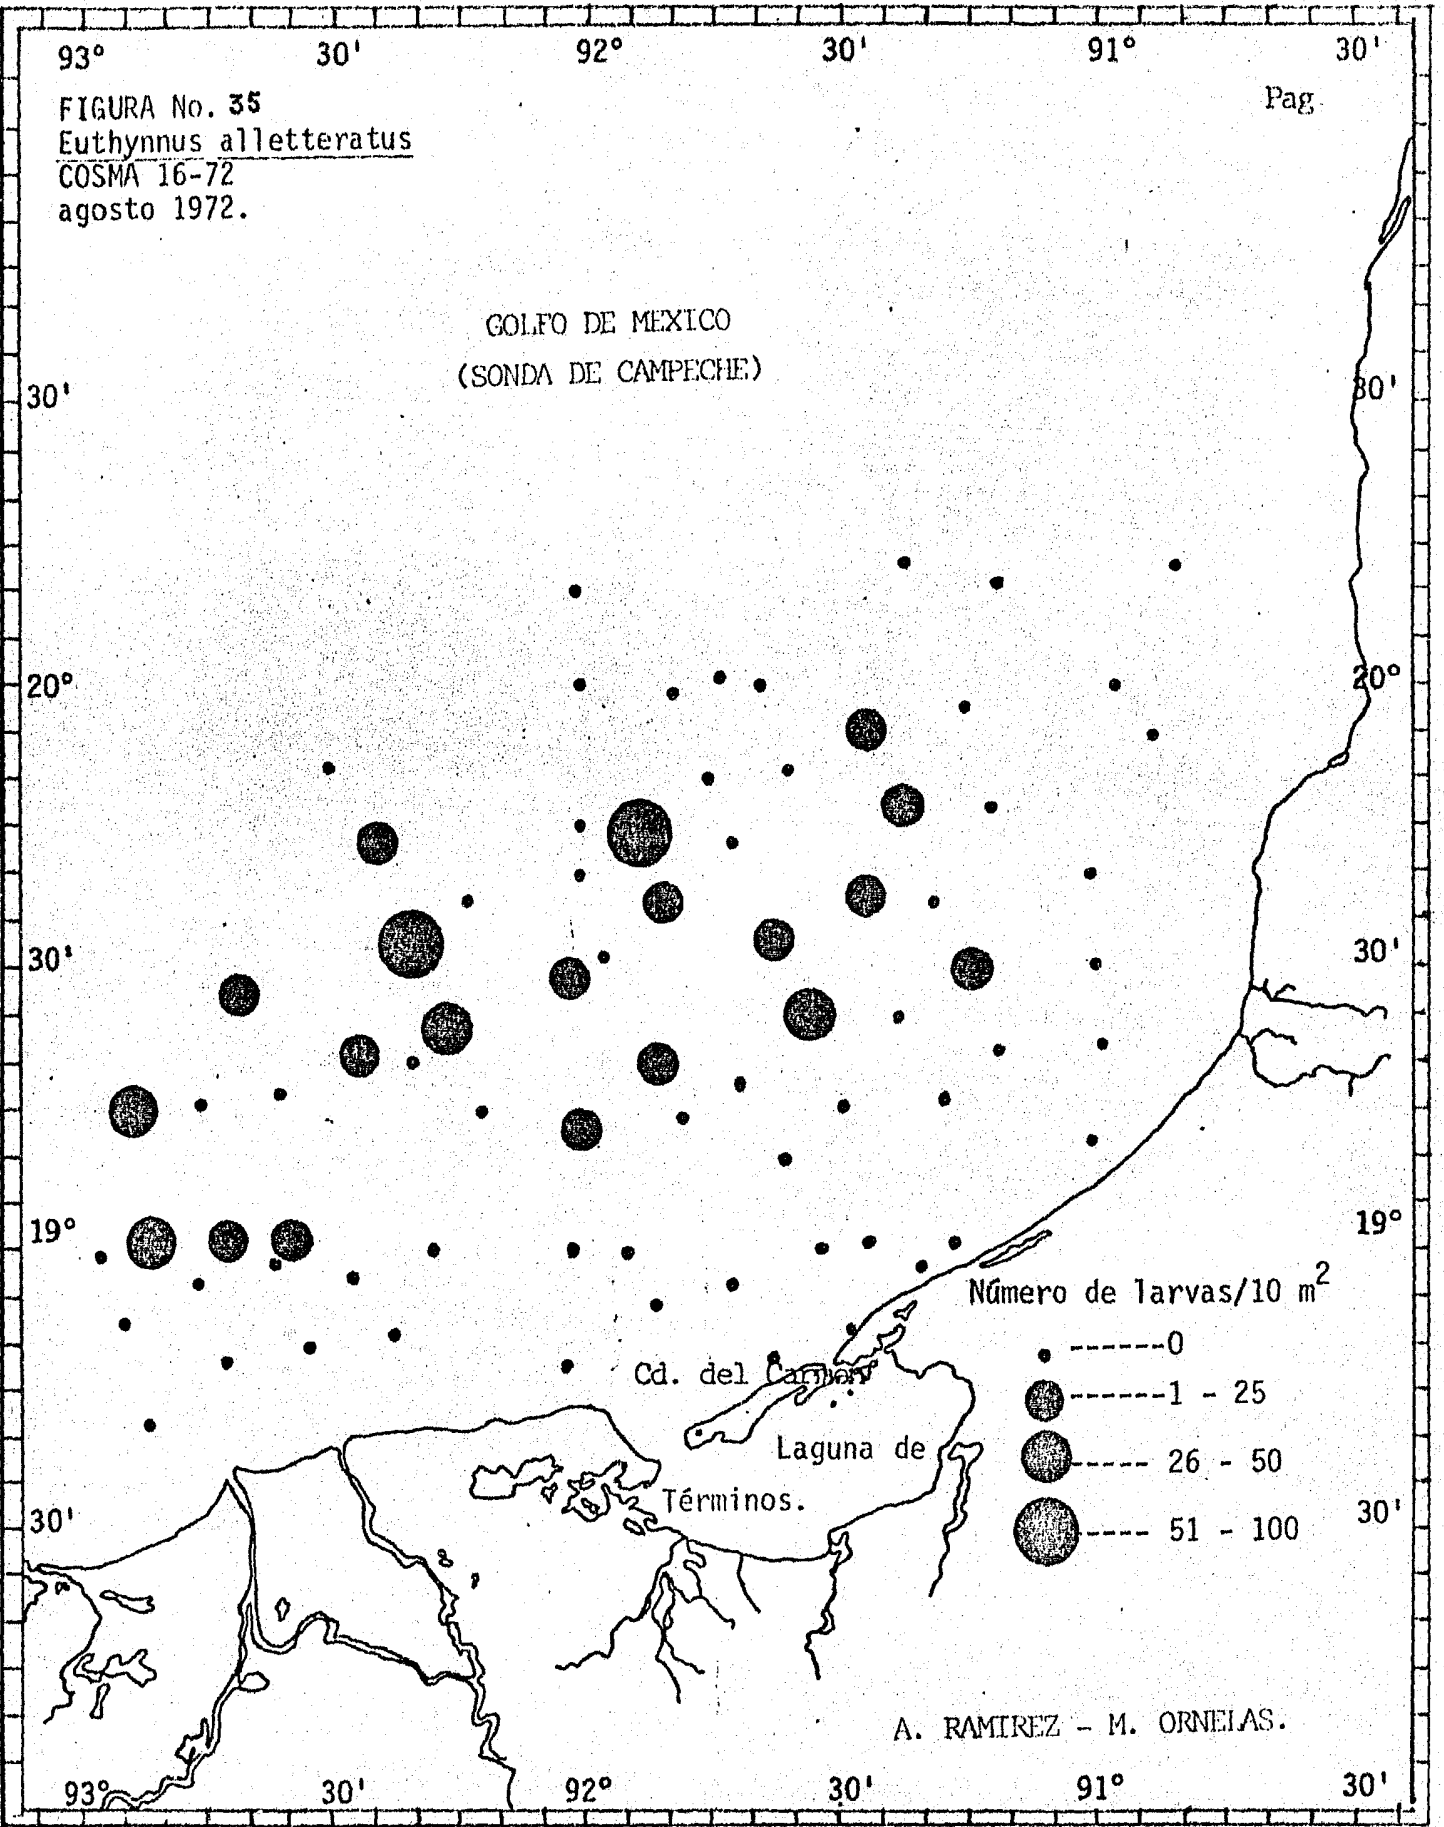 93° 30' 92° 30' 91° 30'
Pag
FIGURA No. 35
Euthynnus alletteratus
COSMA 16-72
agosto 1972.
GOLFO DE MEXICO
(SONDA DE CAMPECHE)
30' 30'
20° 20°
30' 30'
19° 19°
Número de larvas/10 m²
------0
------1 - 25
----- 26 - 50
---- 51 - 100
Cd. del Carmen
Laguna de
Términos.
30' 30'
A. RAMIREZ - M. ORNELAS.
93° 30' 92° 30' 91° 30'